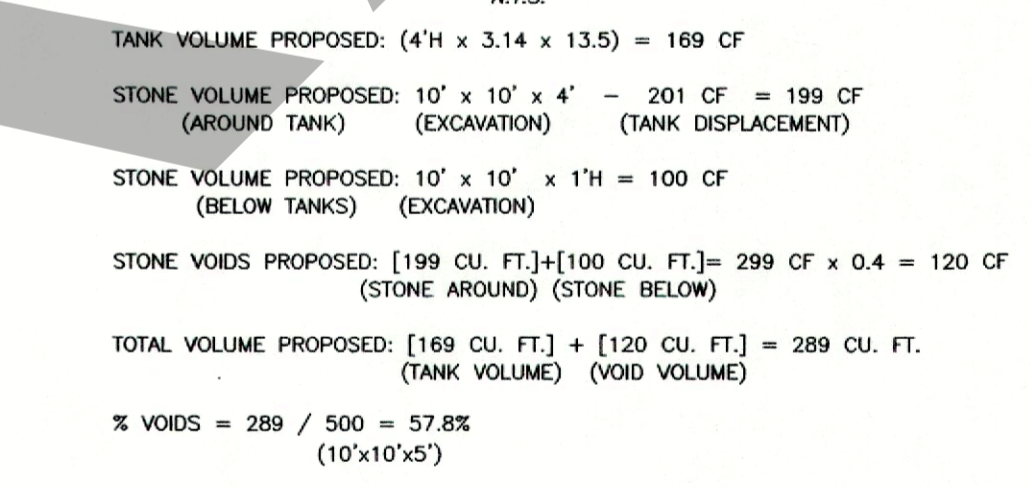 N.T.S.
TANK VOLUME PROPOSED: (4'H x 3.14 x 13.5) = 169 CF
STONE VOLUME PROPOSED: 10' x 10' x 4' - 201 CF = 199 CF
(AROUND TANK) (EXCAVATION) (TANK DISPLACEMENT)
STONE VOLUME PROPOSED: 10' x 10' x 1'H = 100 CF
(BELOW TANKS) (EXCAVATION)
STONE VOIDS PROPOSED: [199 CU. FT.]+[100 CU. FT.]= 299 CF x 0.4 = 120 CF
(STONE AROUND) (STONE BELOW)
TOTAL VOLUME PROPOSED: [169 CU. FT.] + [120 CU. FT.] = 289 CU. FT.
(TANK VOLUME) (VOID VOLUME)
% VOIDS = 289 / 500 = 57.8%
(10'x10'x5')